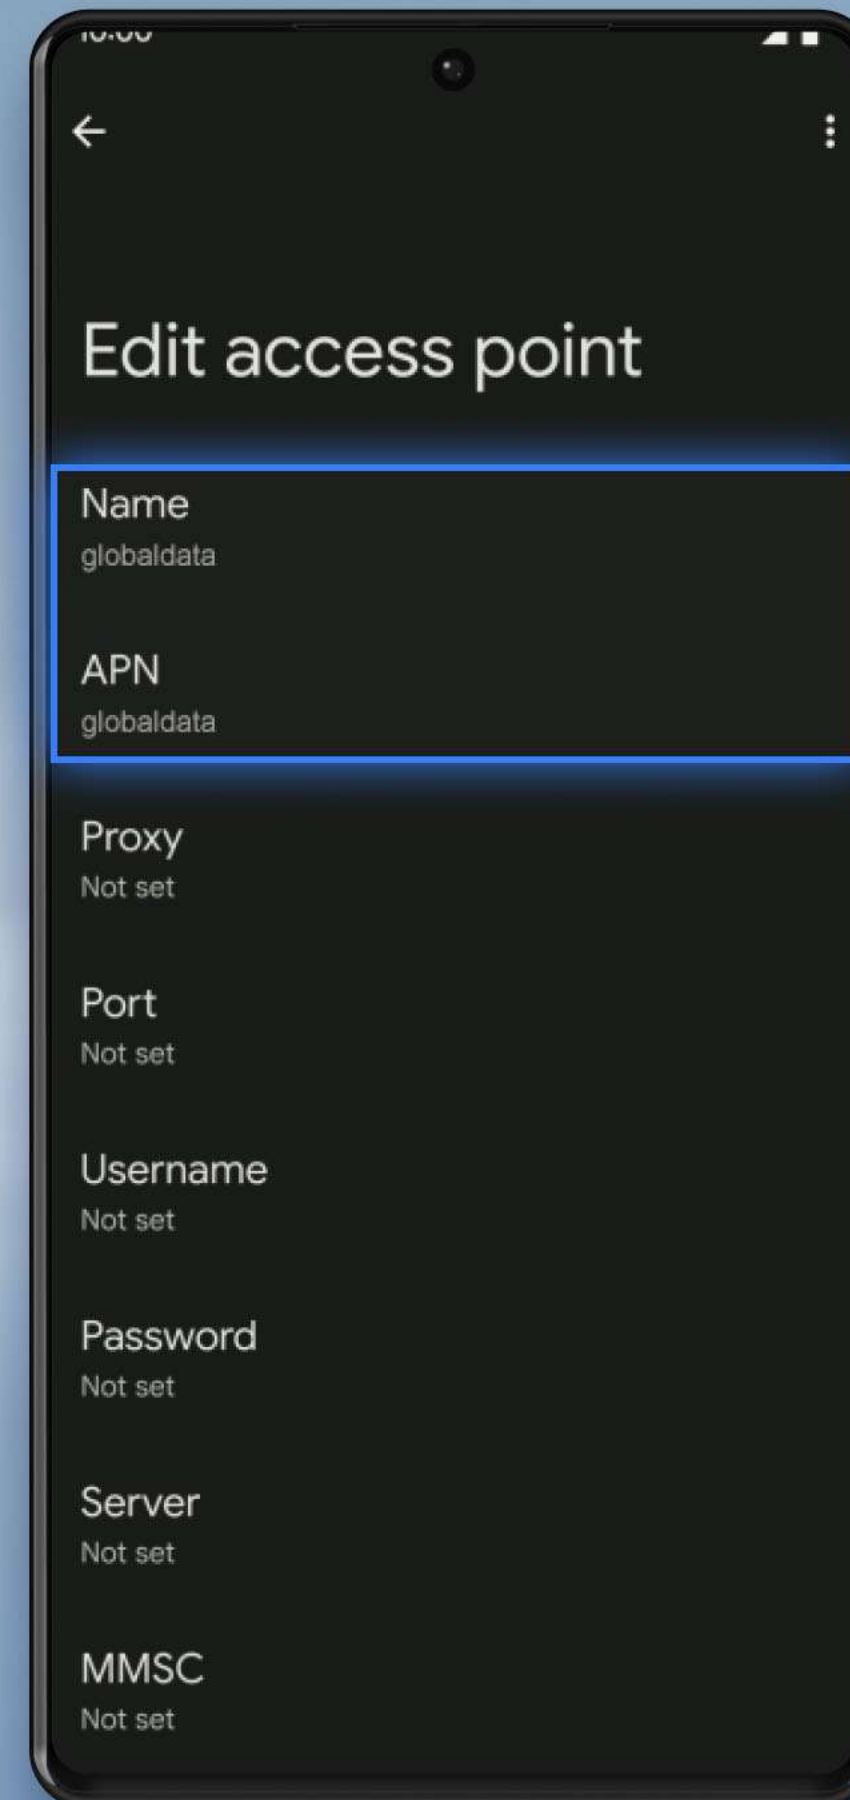 Edit access point
Name
globaldata
APN
globaldata
Proxy
Not set
Port
Not set
Username
Not set
Password
Not set
Server
Not set
MMSC
Not set